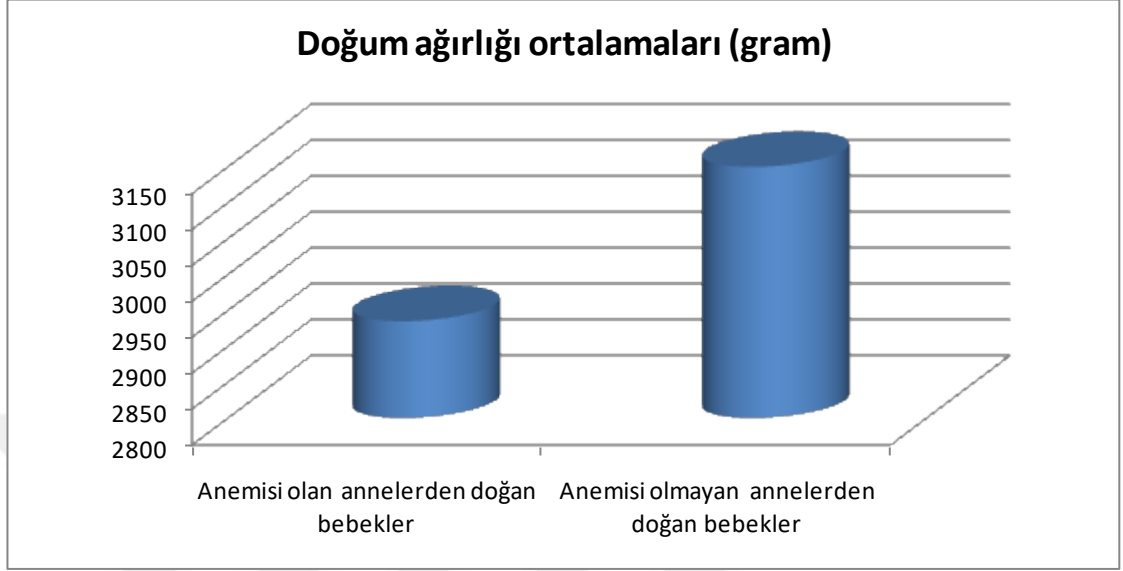 Doğum ağırlığı ortalamaları (gram)
3150
3100
3050
3000
2950
2900
2850
2800
Anemisi olan annelerden doğan
bebekler
Anemisi olmayan annelerden
doğan bebekler